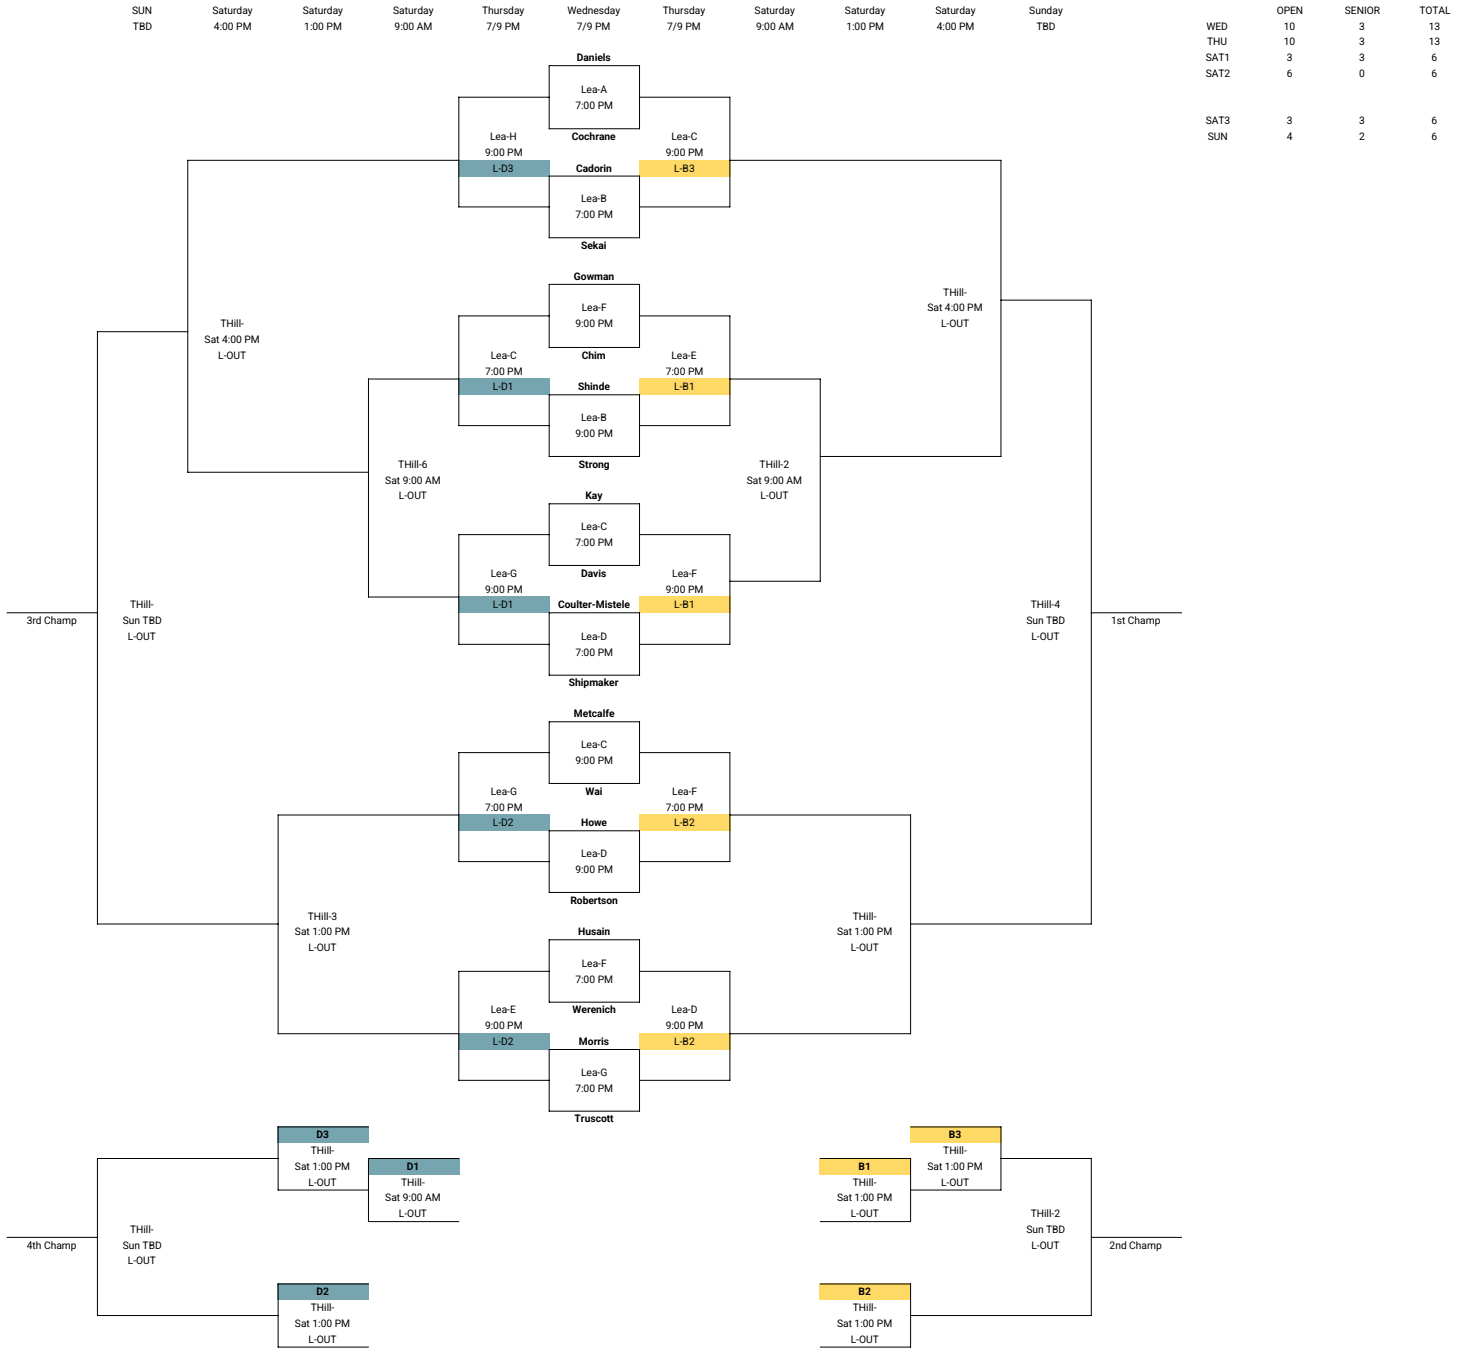 SUN Saturday Saturday Saturday Thursday Wednesday Thursday Saturday Saturday Saturday Sunday OPEN SENIOR TOTAL
TBD 4:00 PM 1:00 PM 9:00 AM 7/9 PM 7/9 PM 7/9 PM 9:00 AM 1:00 PM 4:00 PM TBD WED 10 3 13
THU 10 3 13
SAT1 3 3 6
SAT2 6 0 6
SAT3 3 3 6
SUN 4 2 6
Daniels
Lea-A
7:00 PM
Lea-H Cochrane Lea-C
9:00 PM 9:00 PM
L-D3 Cadorin L-B3
Lea-B
7:00 PM
Sekai
Gowman
THill-
Lea-F Sat 4:00 PM
9:00 PM L-OUT
THill-
Sat 4:00 PM
L-OUT Lea-C Chim Lea-E
7:00 PM 7:00 PM
L-D1 Shinde L-B1
Lea-B
9:00 PM
THill-6 Strong THill-2
Sat 9:00 AM Sat 9:00 AM
L-OUT Kay L-OUT
Lea-C
7:00 PM
Lea-G Davis Lea-F
9:00 PM 9:00 PM
THill- L-D1 Coulter-Mistele L-B1 THill-4
3rd Champ Sun TBD Sun TBD 1st Champ
L-OUT Lea-D L-OUT
7:00 PM
Shipmaker
Metcalfe
Lea-C
9:00 PM
Lea-G Wai Lea-F
7:00 PM 7:00 PM
L-D2 Howe L-B2
Lea-D
9:00 PM
Robertson
THill-3 THill-
Sat 1:00 PM Husain Sat 1:00 PM
L-OUT L-OUT
Lea-F
7:00 PM
Lea-E Werenich Lea-D
9:00 PM 9:00 PM
L-D2 Morris L-B2
Lea-G
7:00 PM
Truscott
D3 B3
THill- THill-
Sat 1:00 PM D1 B1 Sat 1:00 PM
L-OUT THill- THill- L-OUT
Sat 9:00 AM Sat 1:00 PM
L-OUT L-OUT
THill- THill-2
Sun TBD Sun TBD
4th Champ 2nd Champ
L-OUT L-OUT
D2 B2
THill- THill-
Sat 1:00 PM Sat 1:00 PM
L-OUT L-OUT